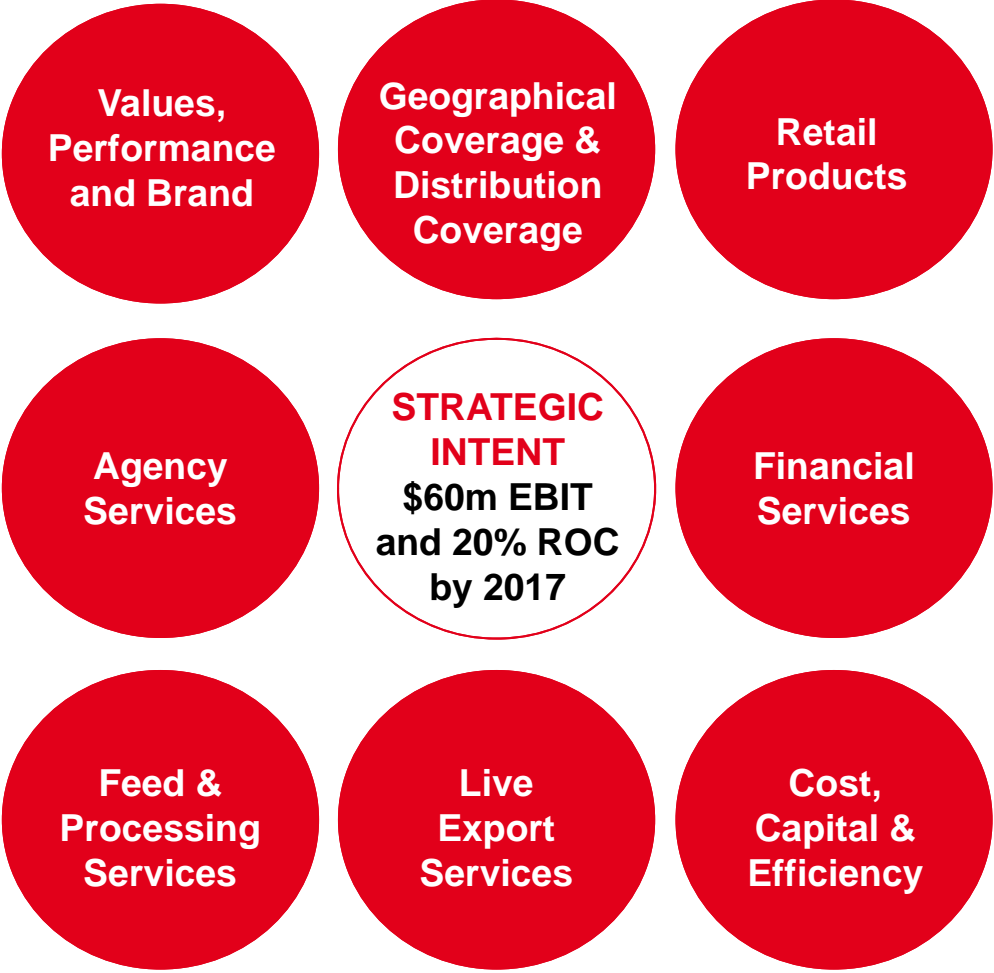 Values,
Performance
and Brand
Geographical
Coverage &
Distribution
Coverage
Retail
Products
Agency
Services
STRATEGIC
INTENT
$60m EBIT
and 20% ROC
by 2017
Financial
Services
Feed &
Processing
Services
Live
Export
Services
Cost,
Capital &
Efficiency